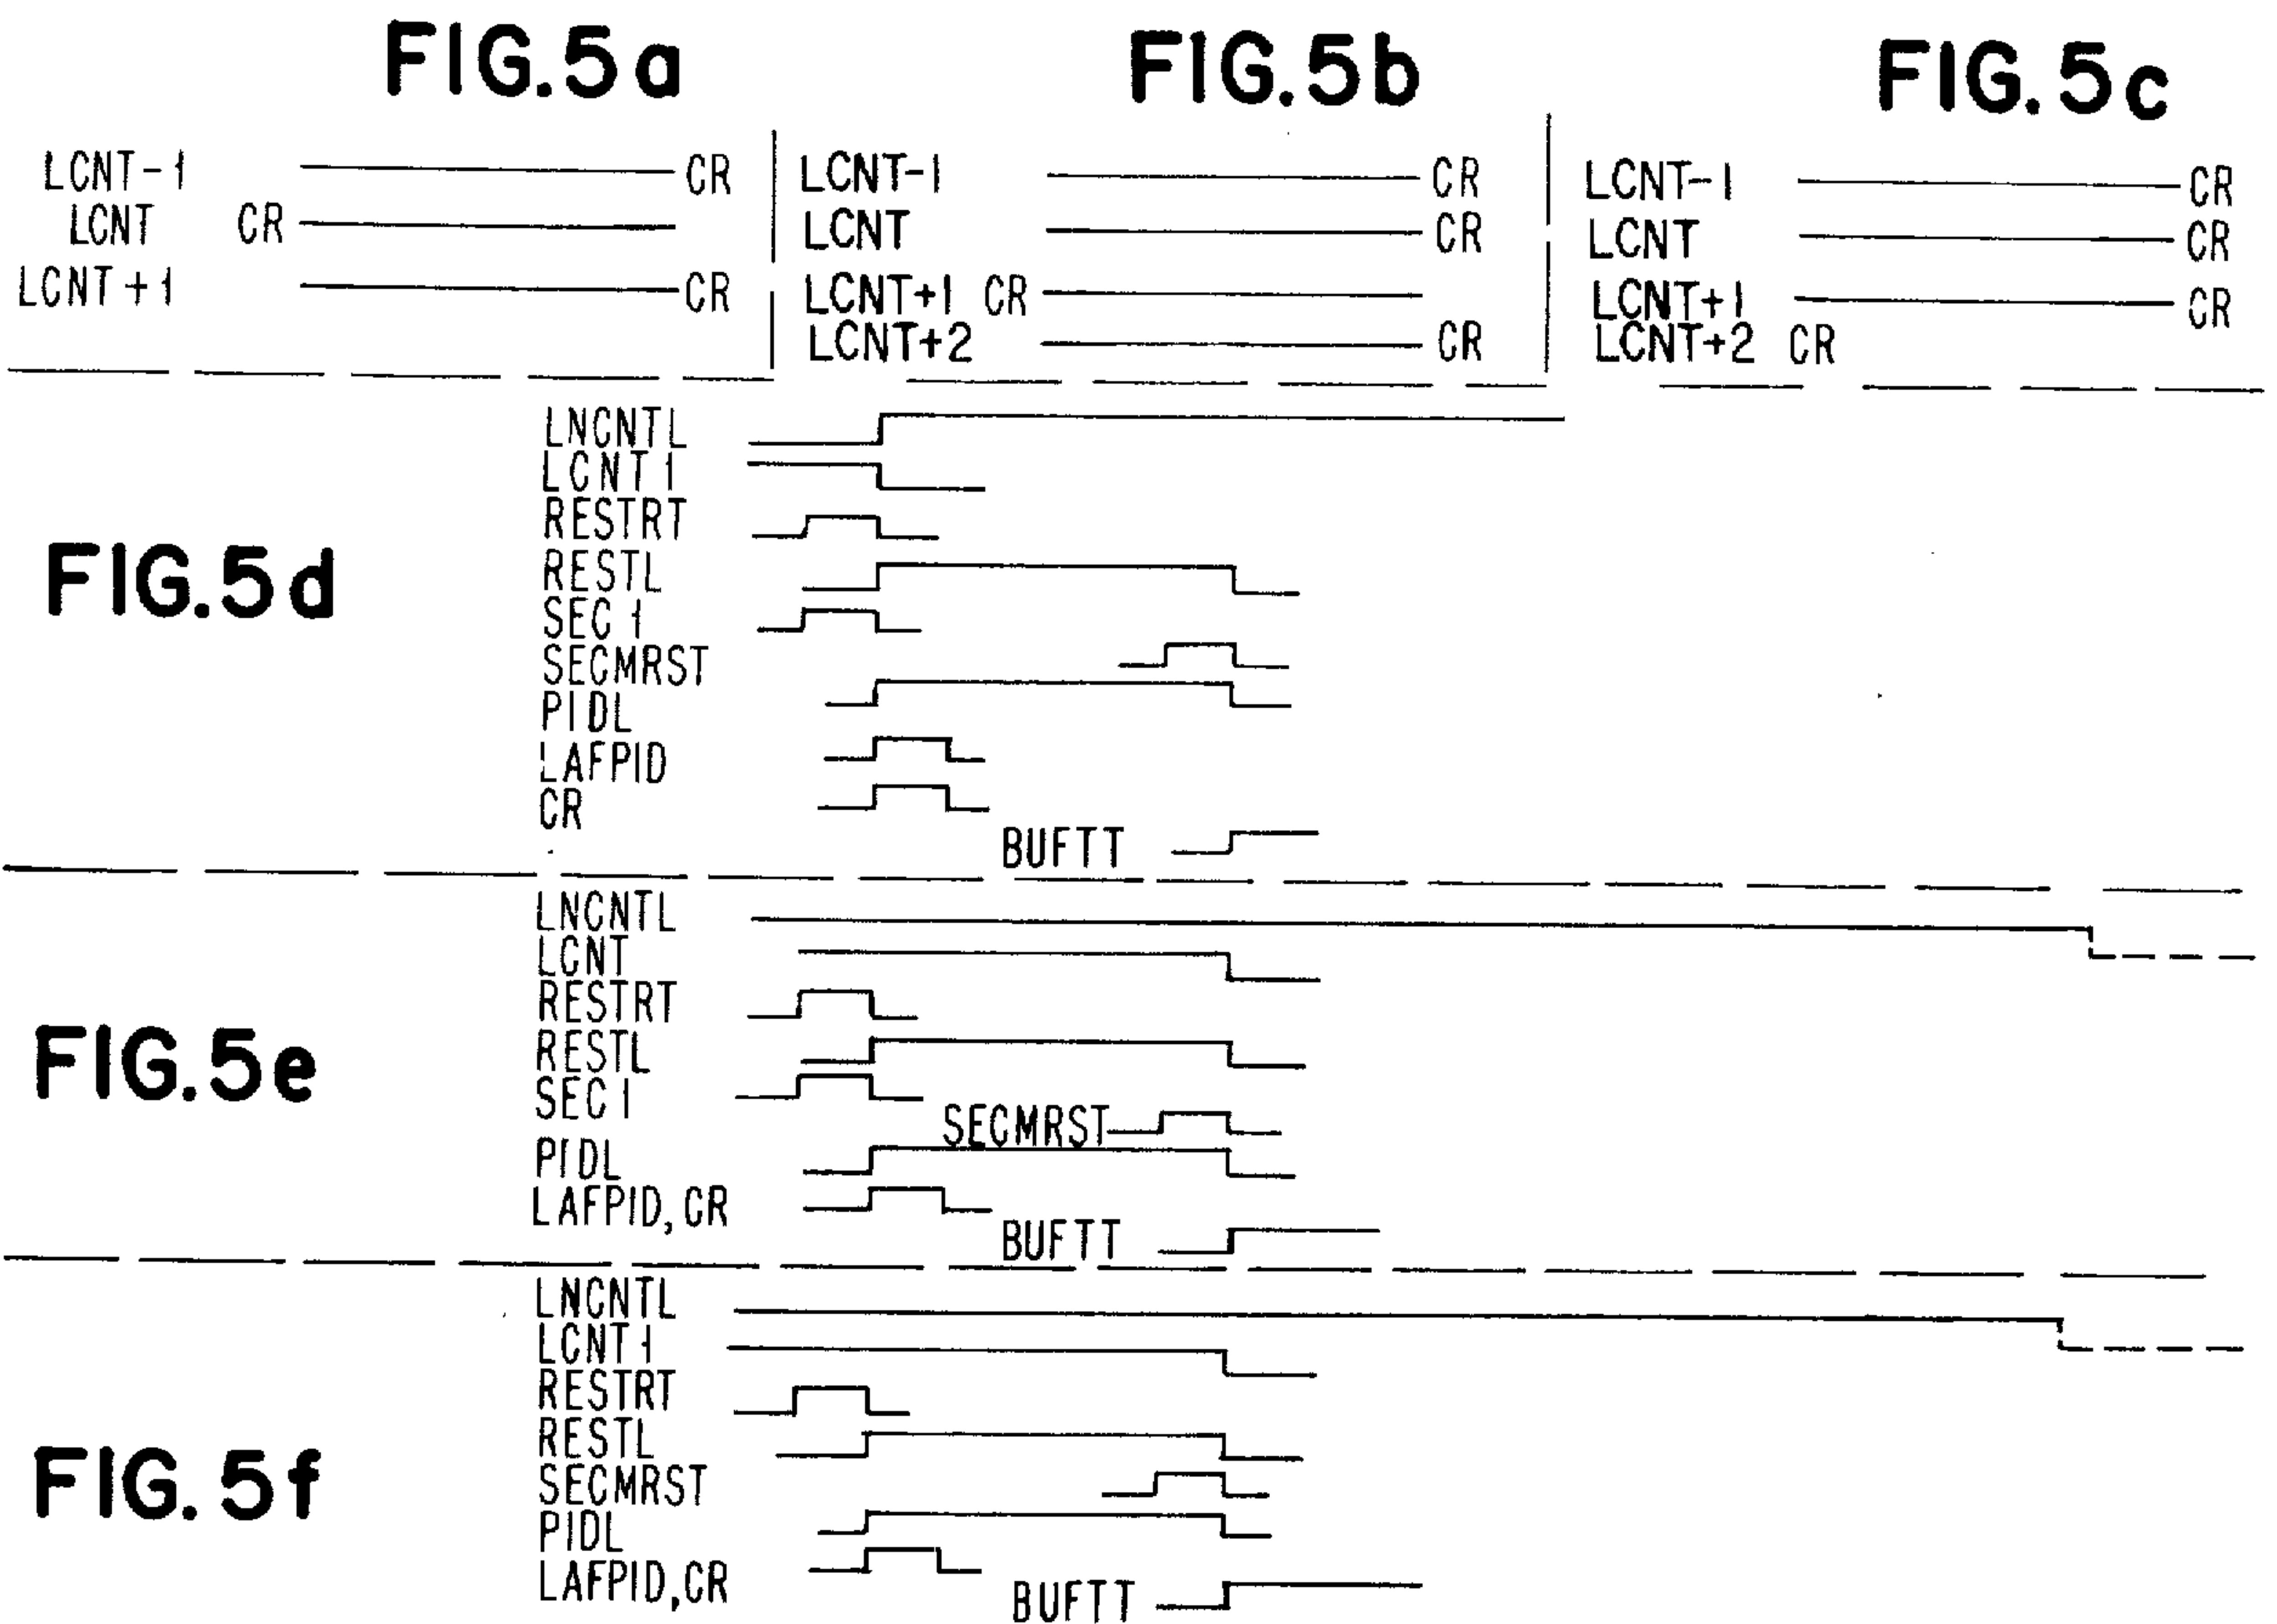 FIG.5a
LCNT-1 CR
LCNT CR
LCNT+1 CR
FIG.5b
LCNT-1 CR
LCNT CR
LCNT+1 CR
LCNT+2 CR
FIG.5c
LCNT-1 CR
LCNT CR
LCNT+1 CR
LCNT+2 CR
FIG.5d
LNCNTL
LCNT1
RESTRT
RESTL
SEC1
SECMRST
PIDL
LAFPID
CR
BUFTT
FIG.5e
LNCNTL
LCNT
RESTRT
RESTL
SEC1
SECMRST
PIDL
LAFPID,CR
BUFTT
FIG.5f
LNCNTL
LCNT1
RESTRT
RESTL
SECMRST
PIDL
LAFPID,CR
BUFTT